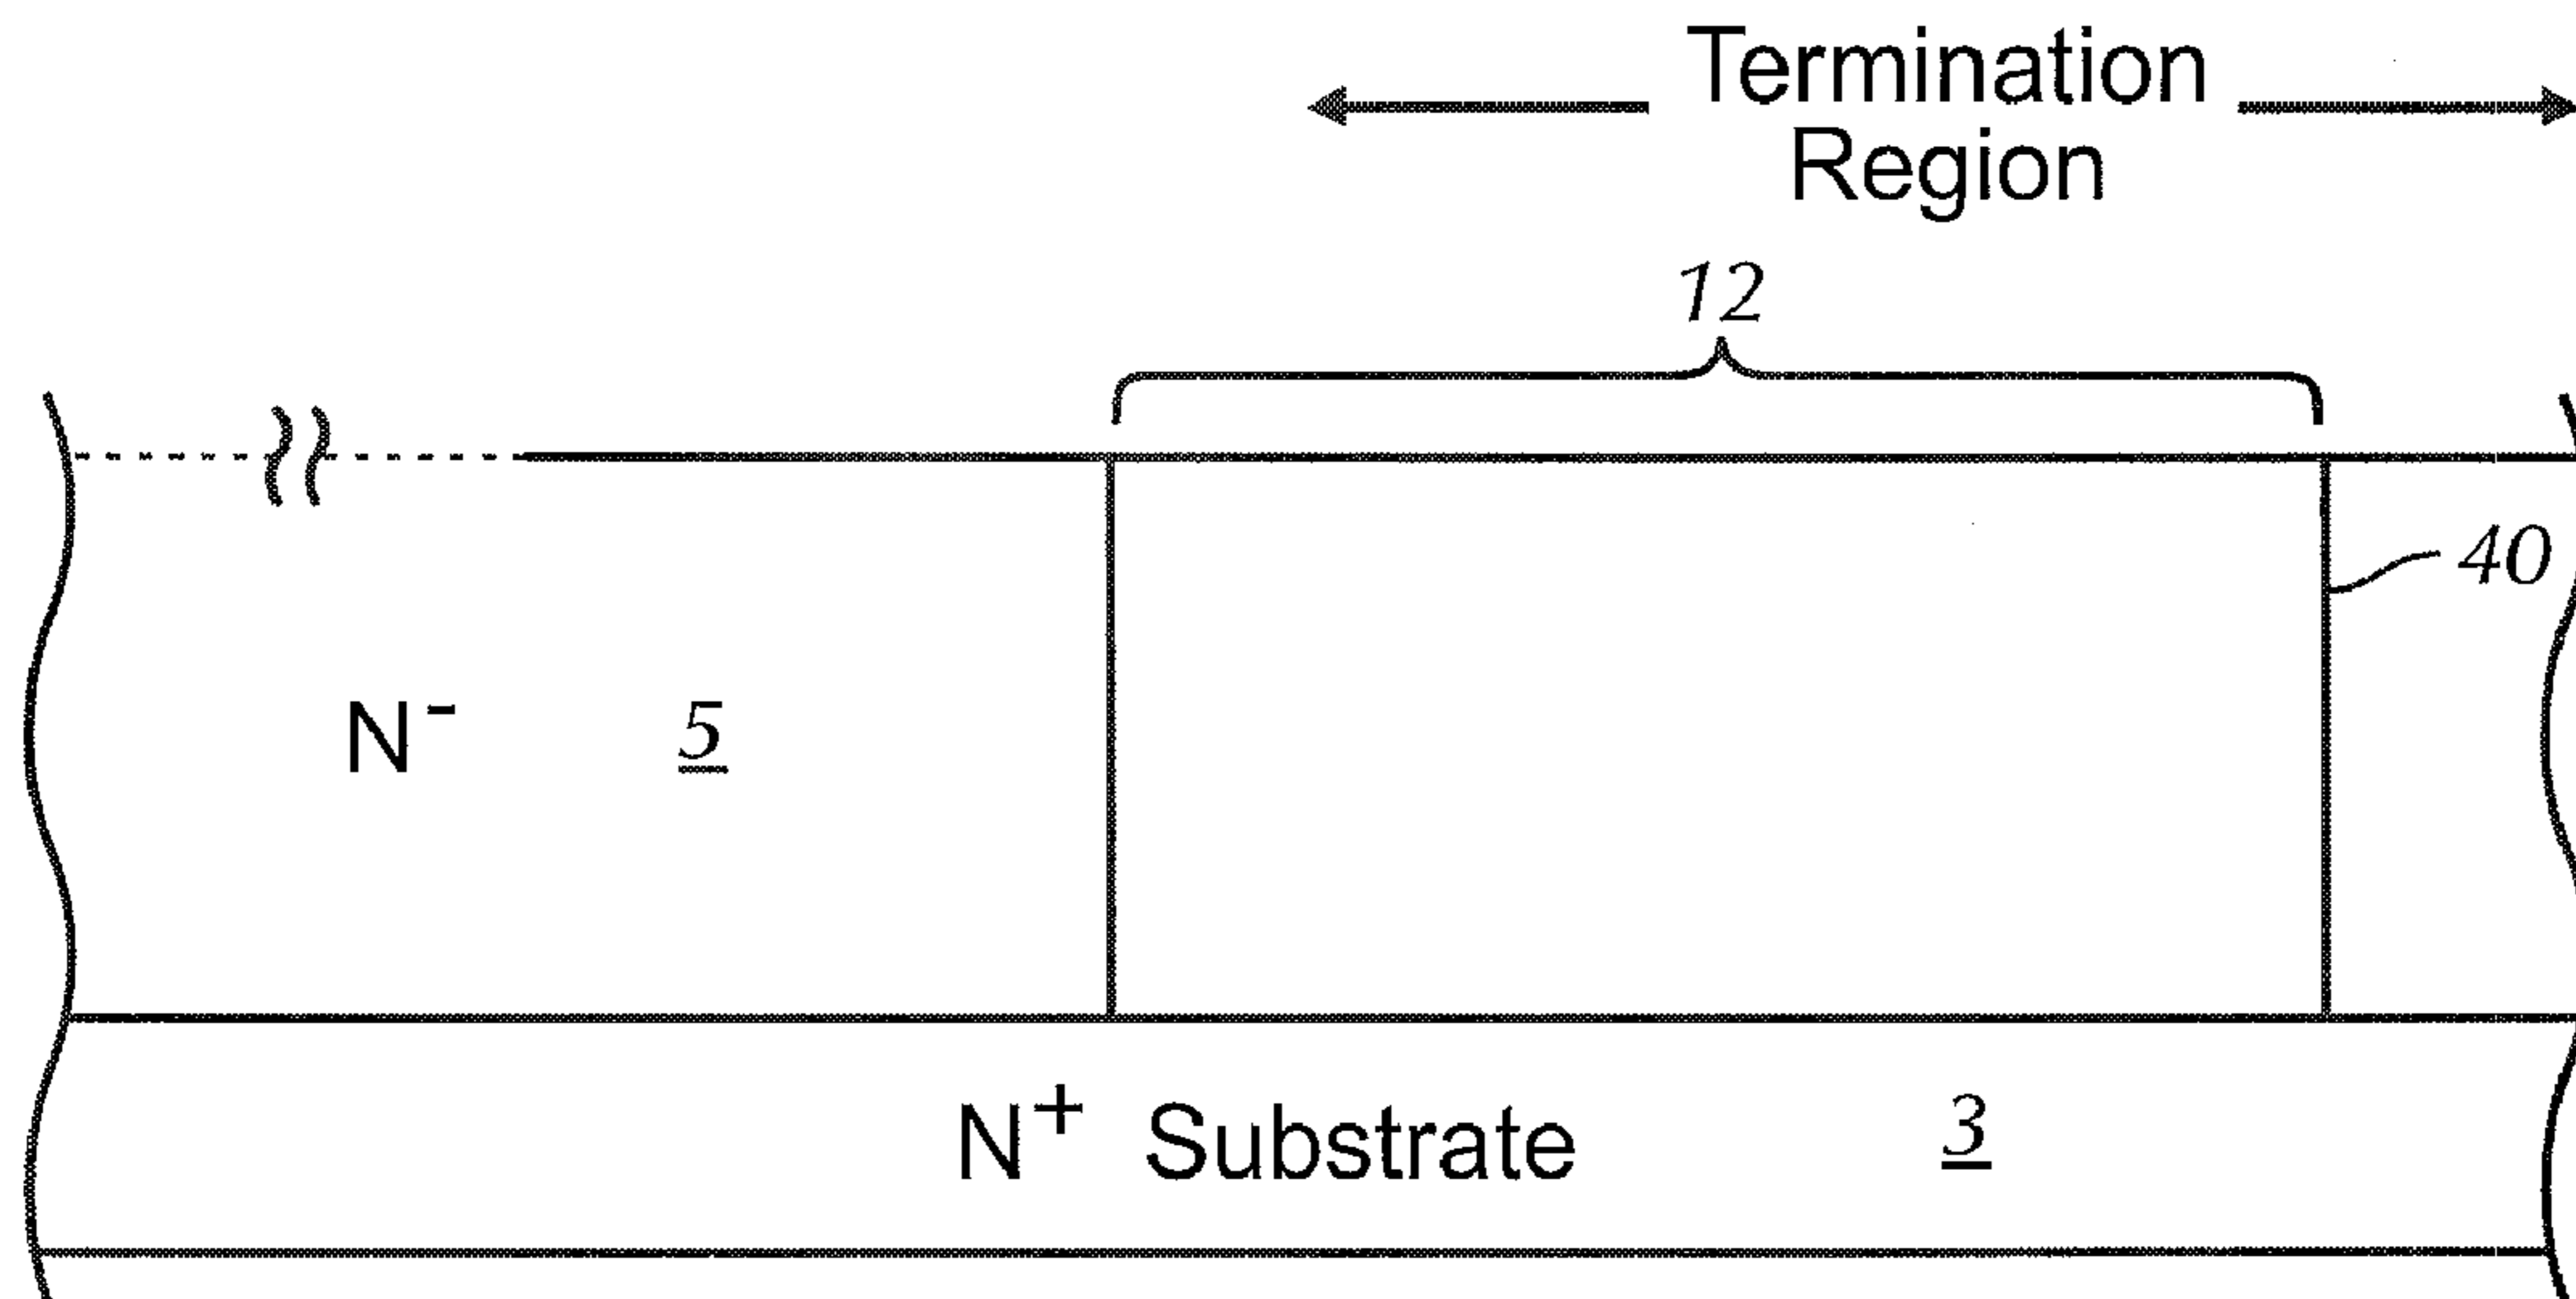 Termination
Region
12
40
N⁻ 5
N⁺ Substrate 3